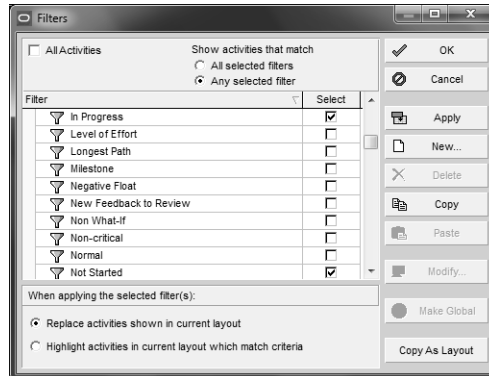 Filters
All Activities
Show activities that match
All selected filters
Any selected filter
Filter Select
In Progress
Level of Effort
Longest Path
Milestone
Negative Float
New Feedback to Review
Non What-If
Non-critical
Normal
Not Started
When applying the selected filter(s):
Replace activities shown in current layout
Highlight activities in current layout which match criteria
OK
Cancel
Apply
New...
Delete
Copy
Paste
Modify...
Make Global
Copy As Layout